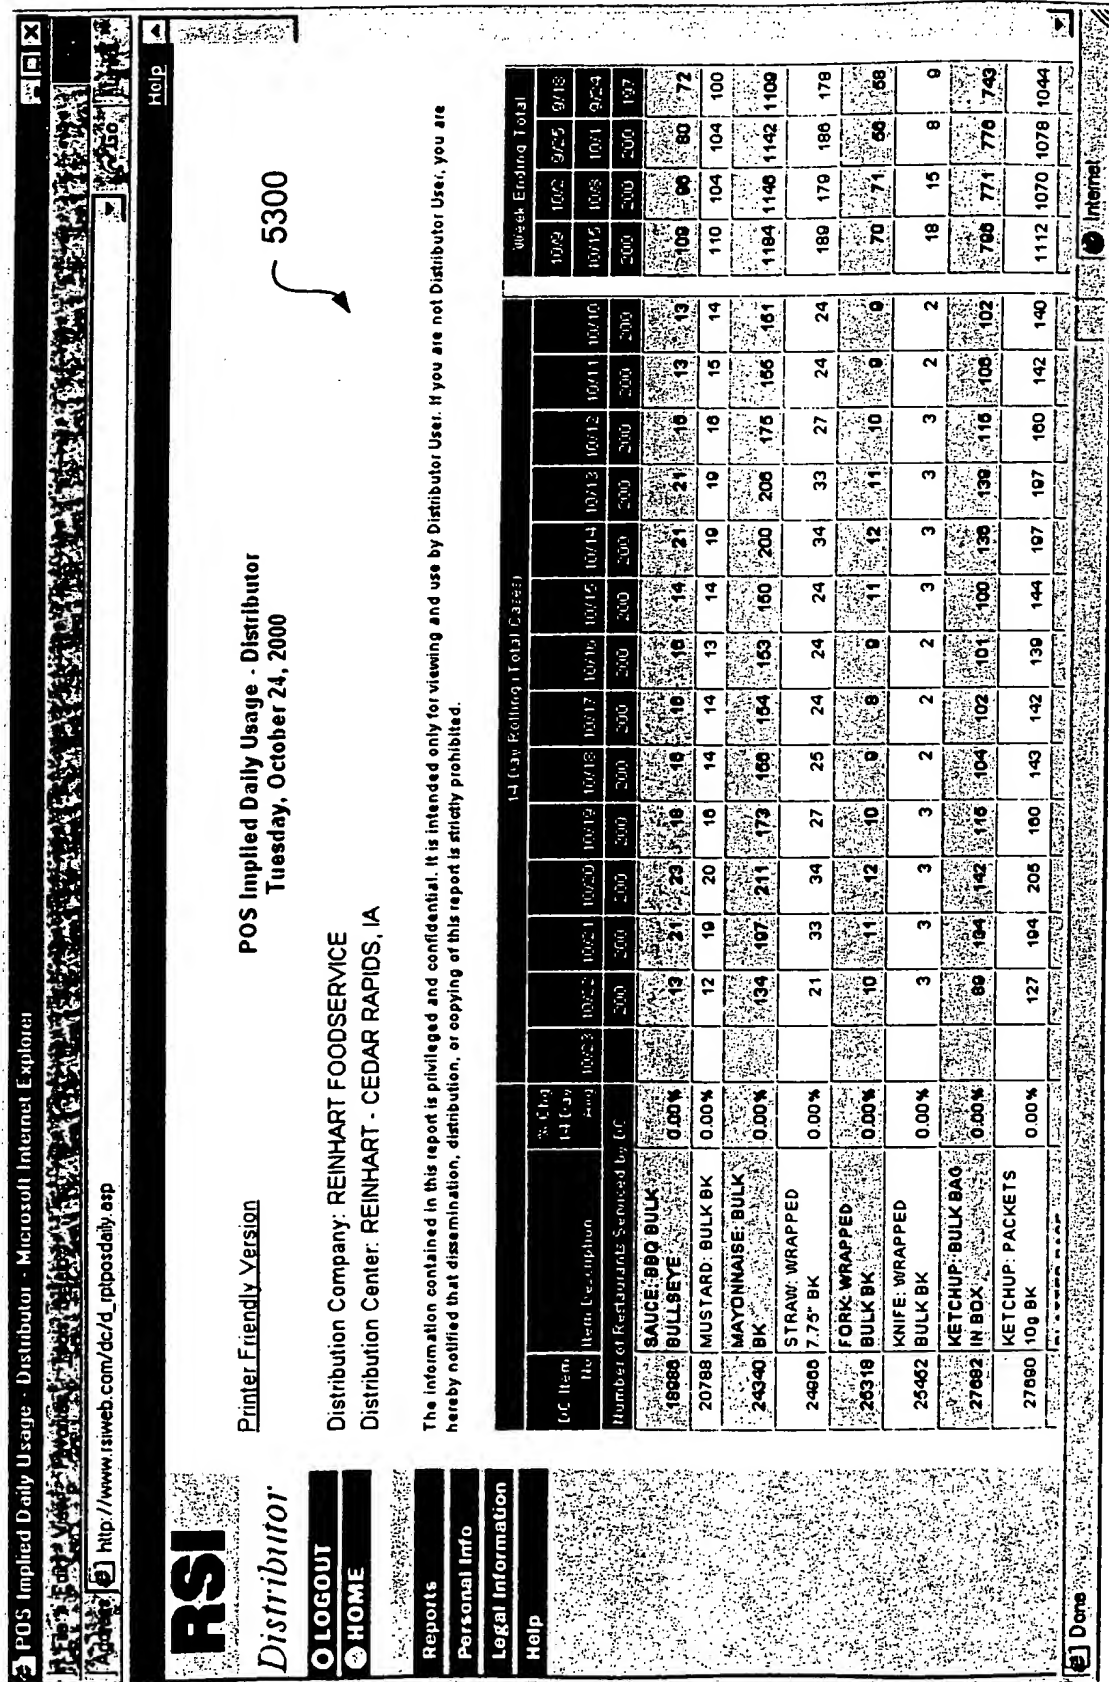 POS Implied Daily Usage - Distributor - Microsoft Internet Explorer
http://www.rsiweb.com/dc/d_rptposdaily.asp
Go
Help
RSI
Distributor
LOGOUT
HOME
Reports
Personal Info
Legal Information
Help
Printer Friendly Version
POS Implied Daily Usage - Distributor
Tuesday, October 24, 2000
5300
Distribution Company: REINHART FOODSERVICE
Distribution Center: REINHART - CEDAR RAPIDS, IA
The information contained in this report is privileged and confidential. It is intended only for viewing and use by Distributor User. If you are not Distributor User, you are
hereby notified that dissemination, distribution, or copying of this report is strictly prohibited.
14 Day Rolling (Total Cases) Week Ending Total
DC Item No Item Description % Chg 14 Day Avg 10/23 10/22 10/21 10/20 10/19 10/18 10/17 10/16 10/15 10/14 10/13 10/12 10/11 10/10 10/9 10/2 9/25 9/18
10/15 10/8 10/1 9/24
Number of Restaurants Serviced by DC 200 200 200 200 200 200 200 200 200 200 200 200 200 200 200 200 197
18986 SAUCE: BBQ BULK BULLSEYE 0.00% 13 21 23 18 16 16 16 14 21 21 16 13 13 109 96 80 72
20788 MUSTARD: BULK BK 0.00% 12 19 20 16 14 14 13 14 19 19 16 15 14 110 104 104 100
24340 MAYONNAISE: BULK BK 0.00% 134 197 211 173 156 154 153 150 200 206 175 155 151 1194 1146 1142 1109
24966 STRAW: WRAPPED 7.75" BK 0.00% 21 33 34 27 25 24 24 24 34 33 27 24 24 189 179 186 178
26318 FORK: WRAPPED BULK BK 0.00% 10 11 12 10 9 8 9 11 12 11 10 9 9 70 71 66 68
25462 KNIFE: WRAPPED BULK BK 0.00% 3 3 3 3 2 2 2 3 3 3 3 2 2 18 15 8 9
27682 KETCHUP: BULK BAG IN BOX 0.00% 89 134 142 116 104 102 101 100 136 139 116 106 102 796 771 776 743
27690 KETCHUP: PACKETS 10g BK 0.00% 127 194 205 160 143 142 139 144 197 197 160 142 140 1112 1070 1078 1044
Done
Internet